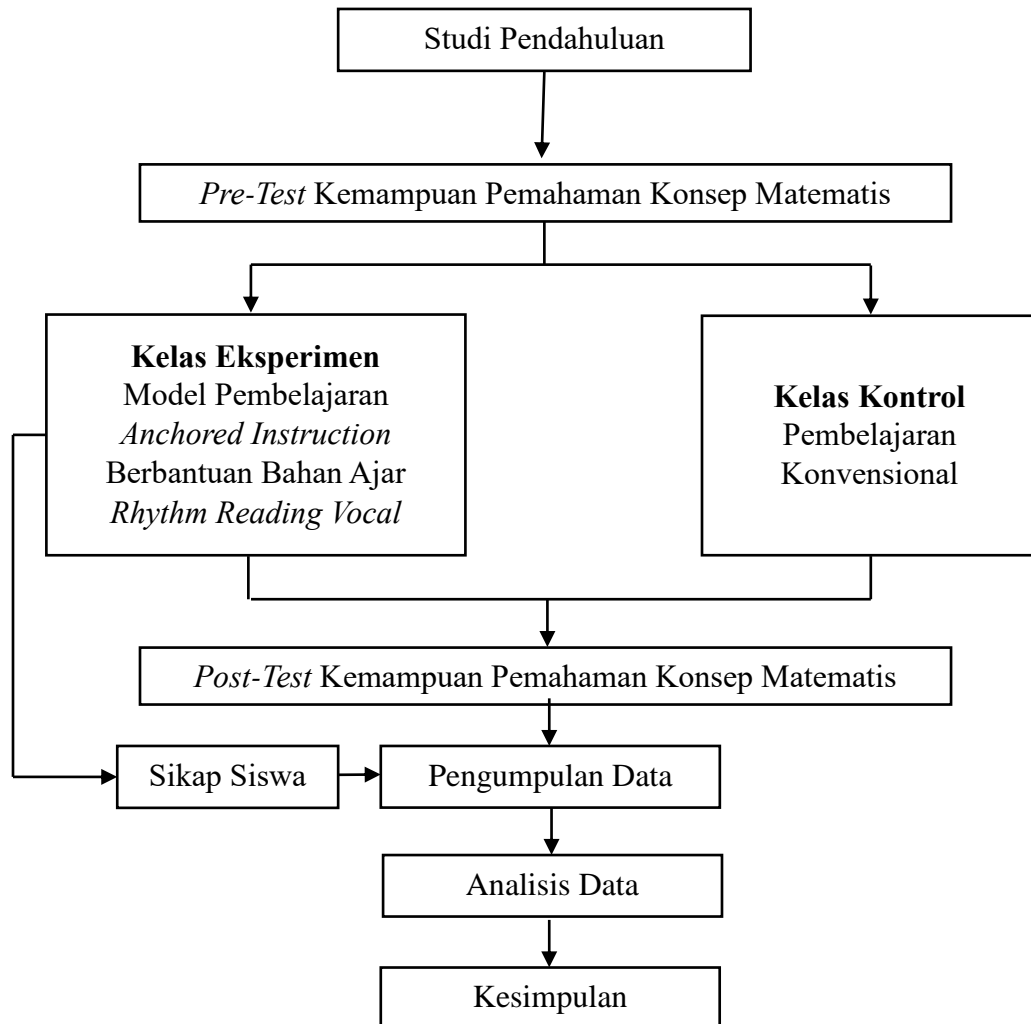 Studi Pendahuluan
Pre-Test Kemampuan Pemahaman Konsep Matematis
Kelas Eksperimen
Model Pembelajaran
Anchored Instruction
Berbantuan Bahan Ajar
Rhythm Reading Vocal
Kelas Kontrol
Pembelajaran
Konvensional
Post-Test Kemampuan Pemahaman Konsep Matematis
Sikap Siswa
Pengumpulan Data
Analisis Data
Kesimpulan